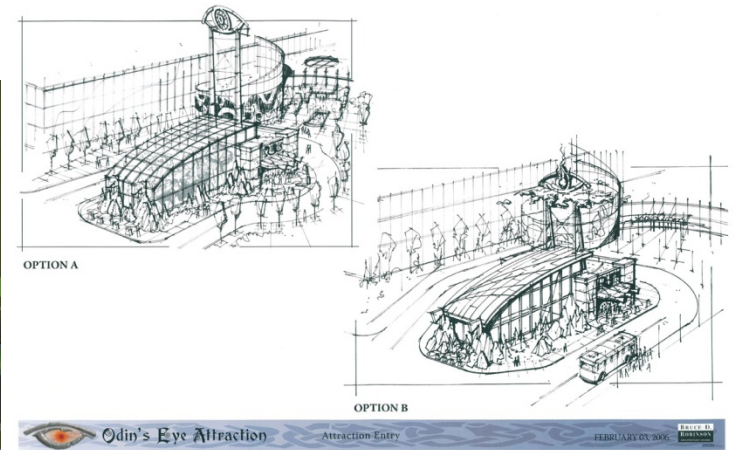 OPTION A
OPTION B
Odin's Eye Attraction
Attraction Entry
FEBRUARY 03, 2006
BRUCE D.
ROBINSON